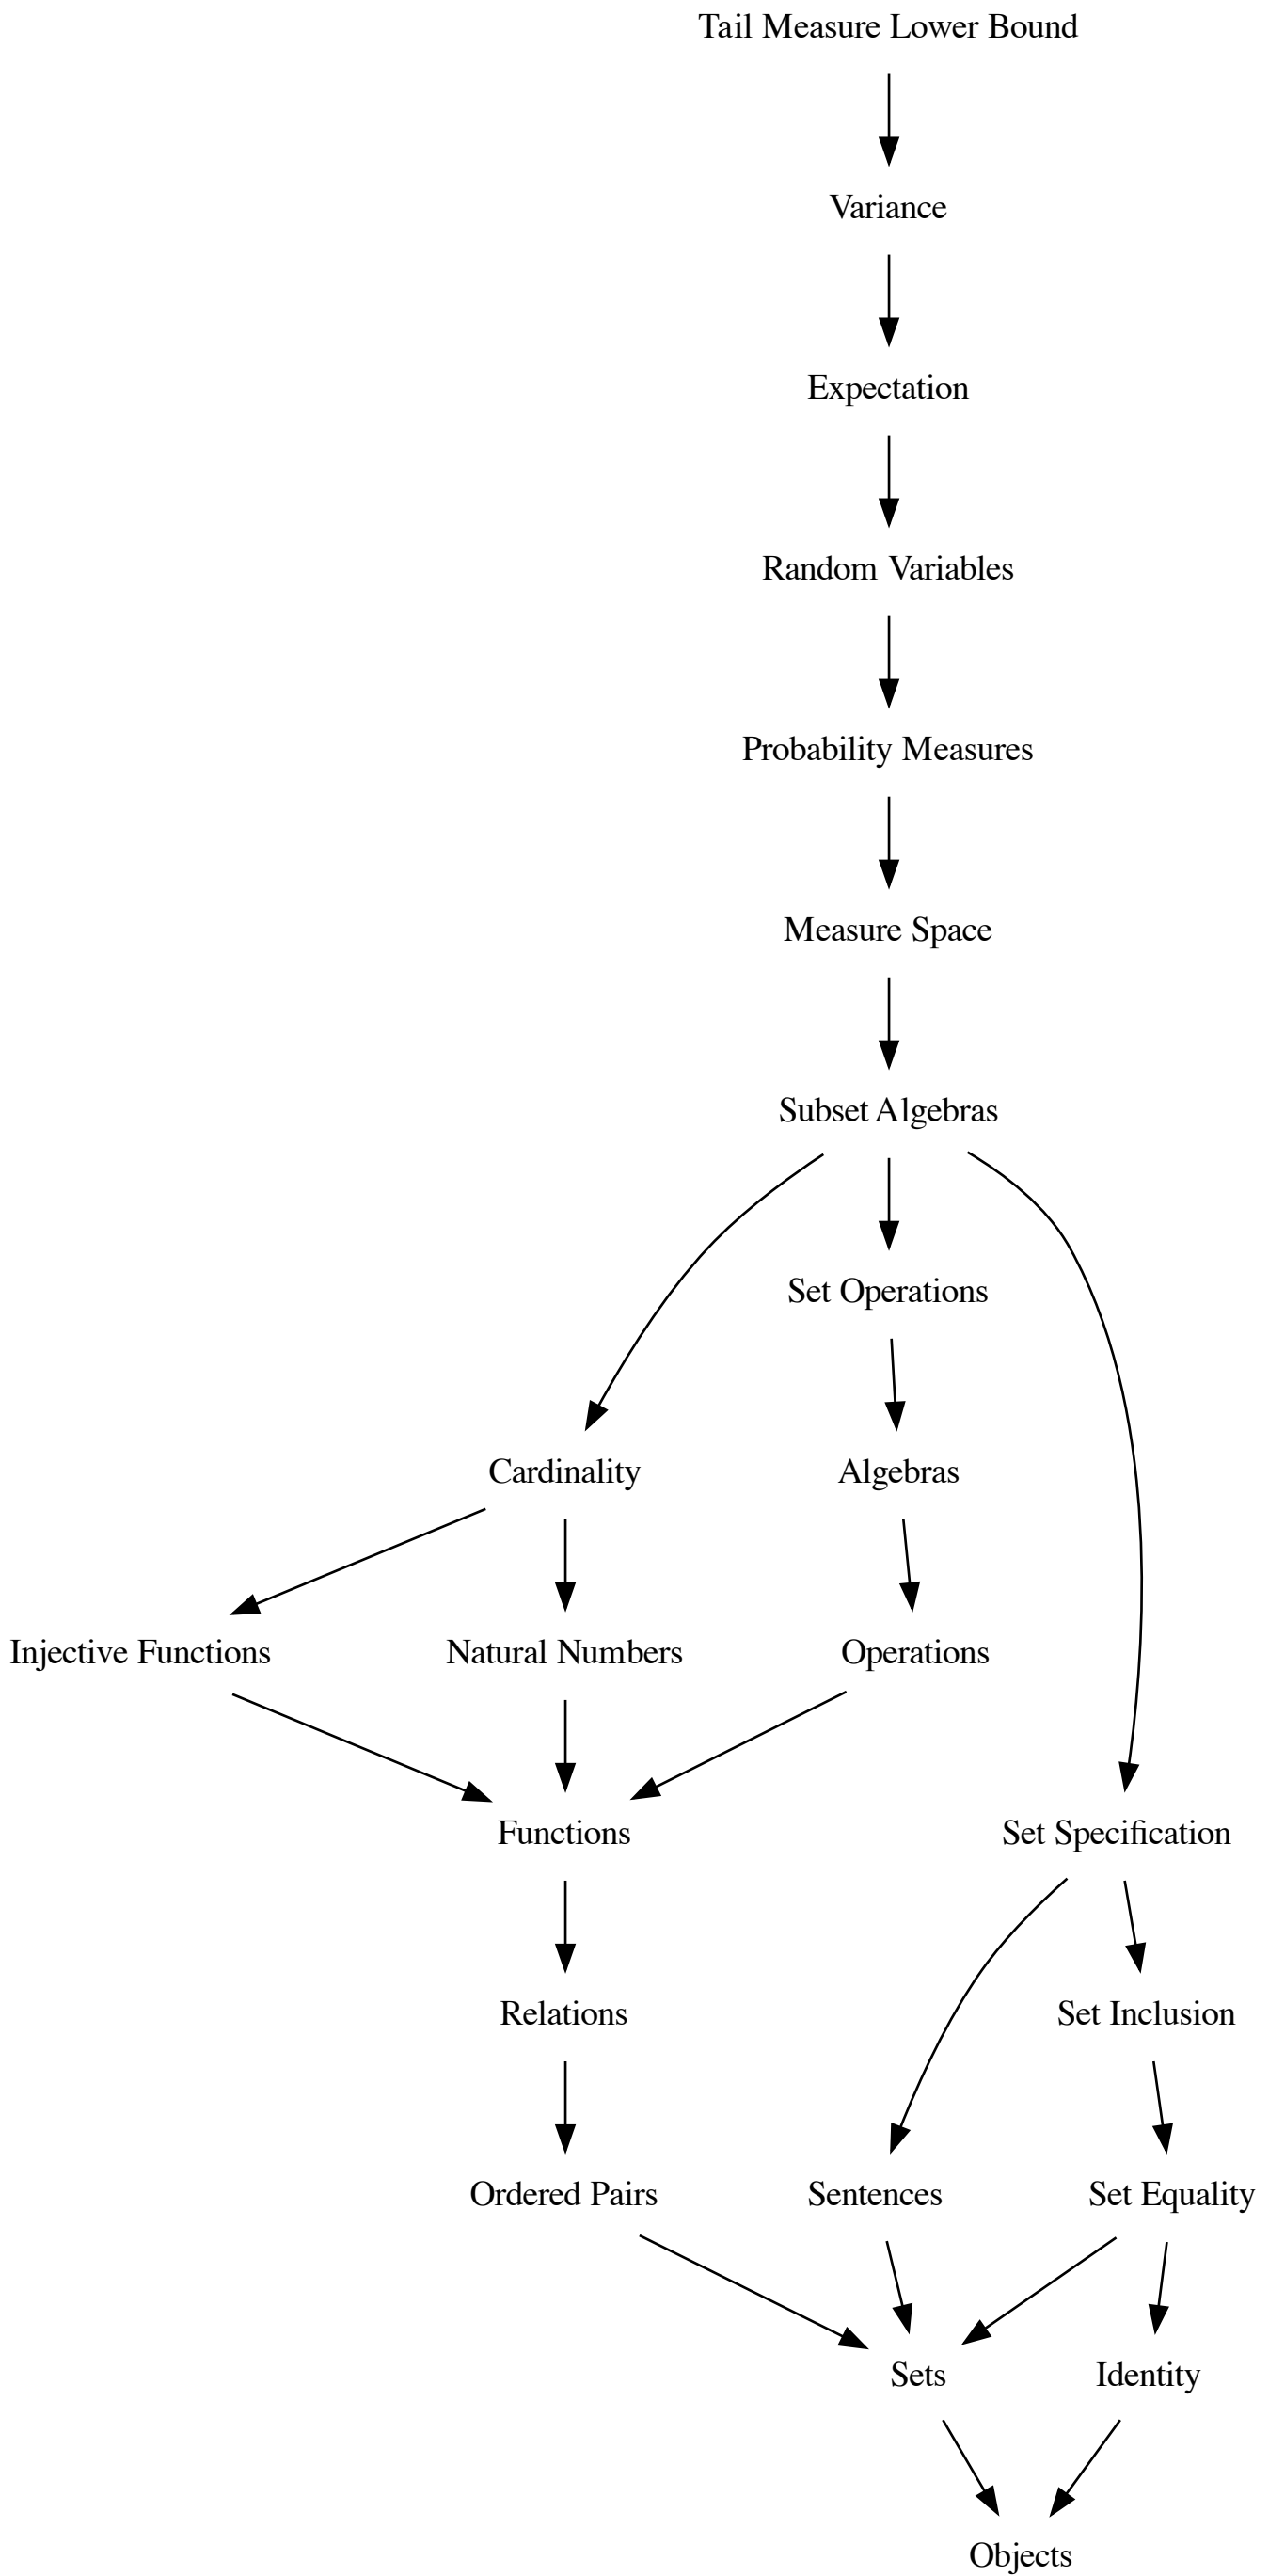 Tail Measure Lower Bound
Variance
Expectation
Random Variables
Probability Measures
Measure Space
Subset Algebras
Set Operations
Cardinality
Algebras
Injective Functions
Natural Numbers
Operations
Functions
Set Specification
Relations
Set Inclusion
Ordered Pairs
Sentences
Set Equality
Sets
Identity
Objects